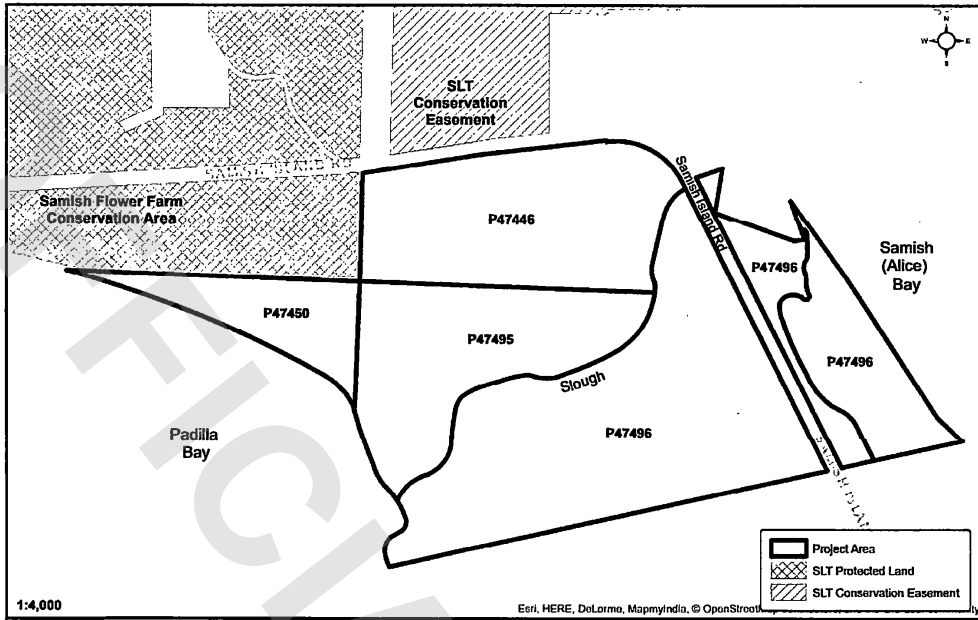 N
W E
S
SLT
Conservation
Easement
Samish Flower Farm
Conservation Area
P47446
Samish Island Rd
P47496
Samish
(Alice)
Bay
P47450
P47495
P47496
Slough
P47496
Padilla
Bay
Project Area
SLT Protected Land
SLT Conservation Easement
1:4,000
Esri, HERE, DeLorme, MapmyIndia, ©